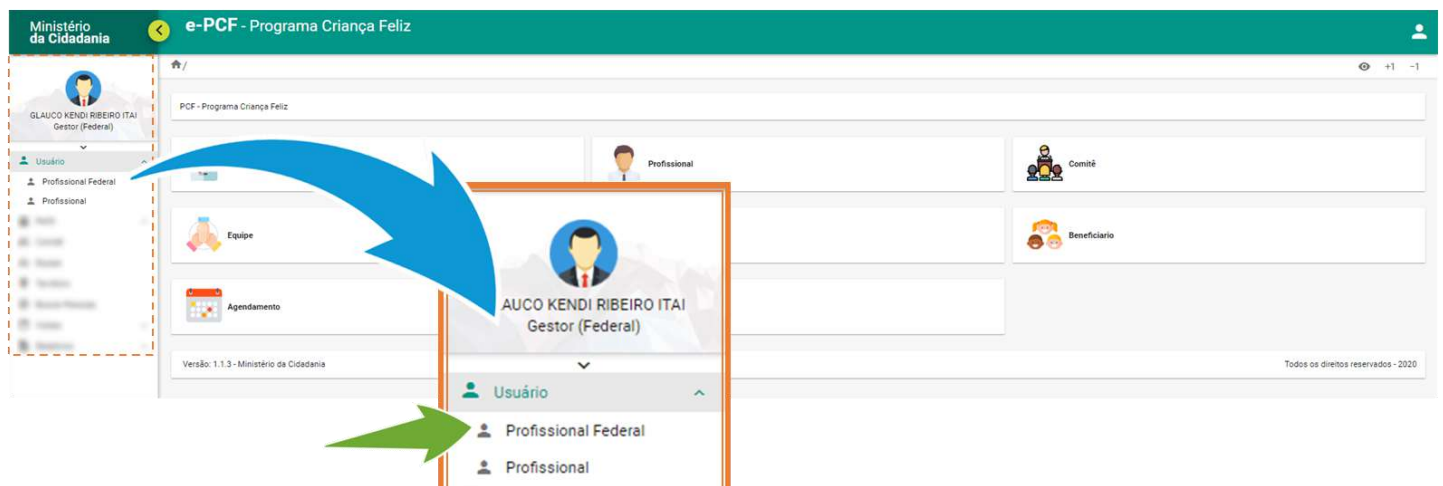 Ministério
da Cidadania
e-PCF - Programa Criança Feliz
/
+1 -1
GLAUCO KENDI RIBEIRO ITAI
Gestor (Federal)
Usuário
Profissional Federal
Profissional
PCF - Programa Criança Feliz
Profissional
Comitê
Equipe
Beneficiario
Agendamento
Versão: 1.1.3 - Ministério da Cidadania
Todos os direitos reservados - 2020
AUCO KENDI RIBEIRO ITAI
Gestor (Federal)
Usuário
Profissional Federal
Profissional